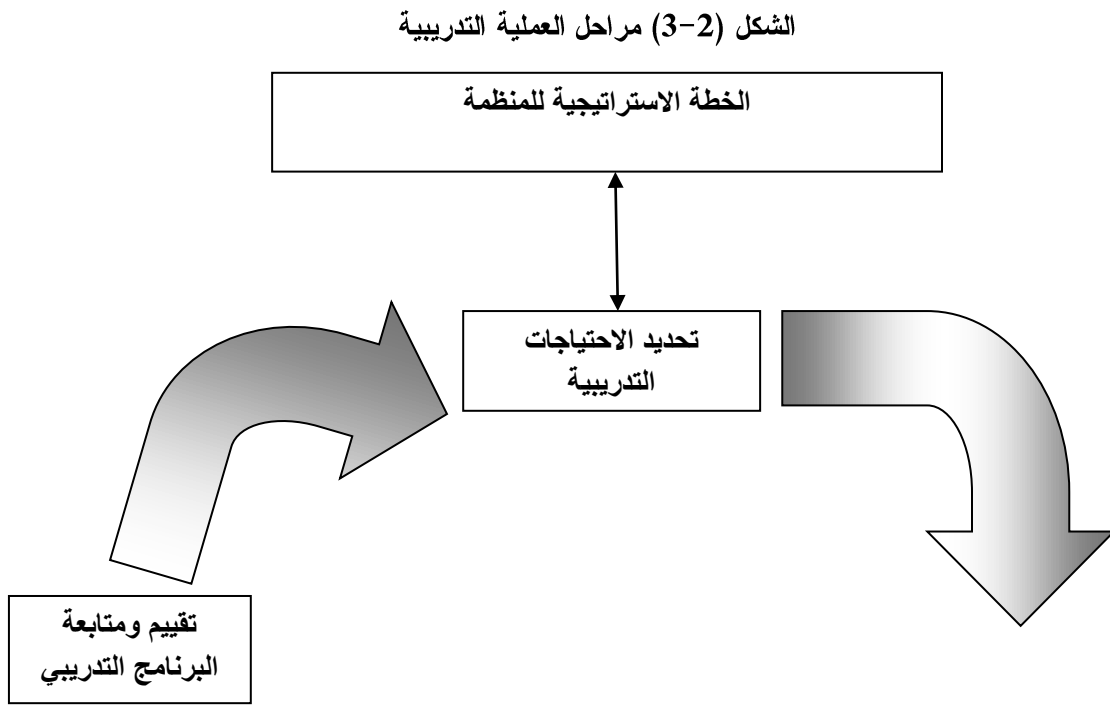 الشكل (2-3) مراحل العملية التدريبية
الخطة الاستراتيجية للمنظمة
تحديد الاحتياجات
التدريبية
تقييم ومتابعة
البرنامج التدريبي